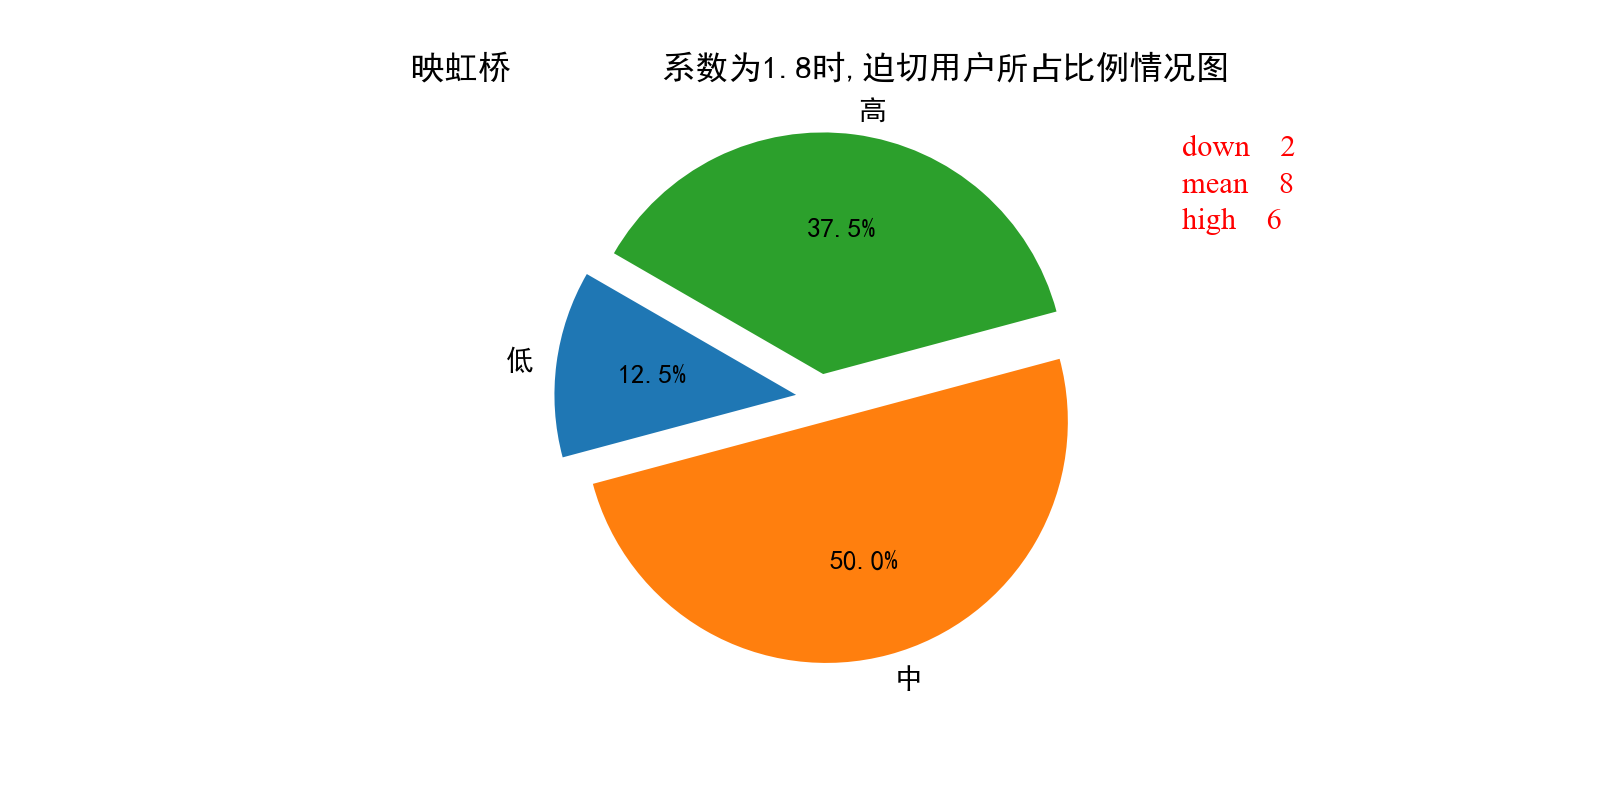 映虹桥 系数为1.8时,迫切用户所占比例情况图
高
down 2
mean 8
high 6
37.5%
低
12.5%
50.0%
中